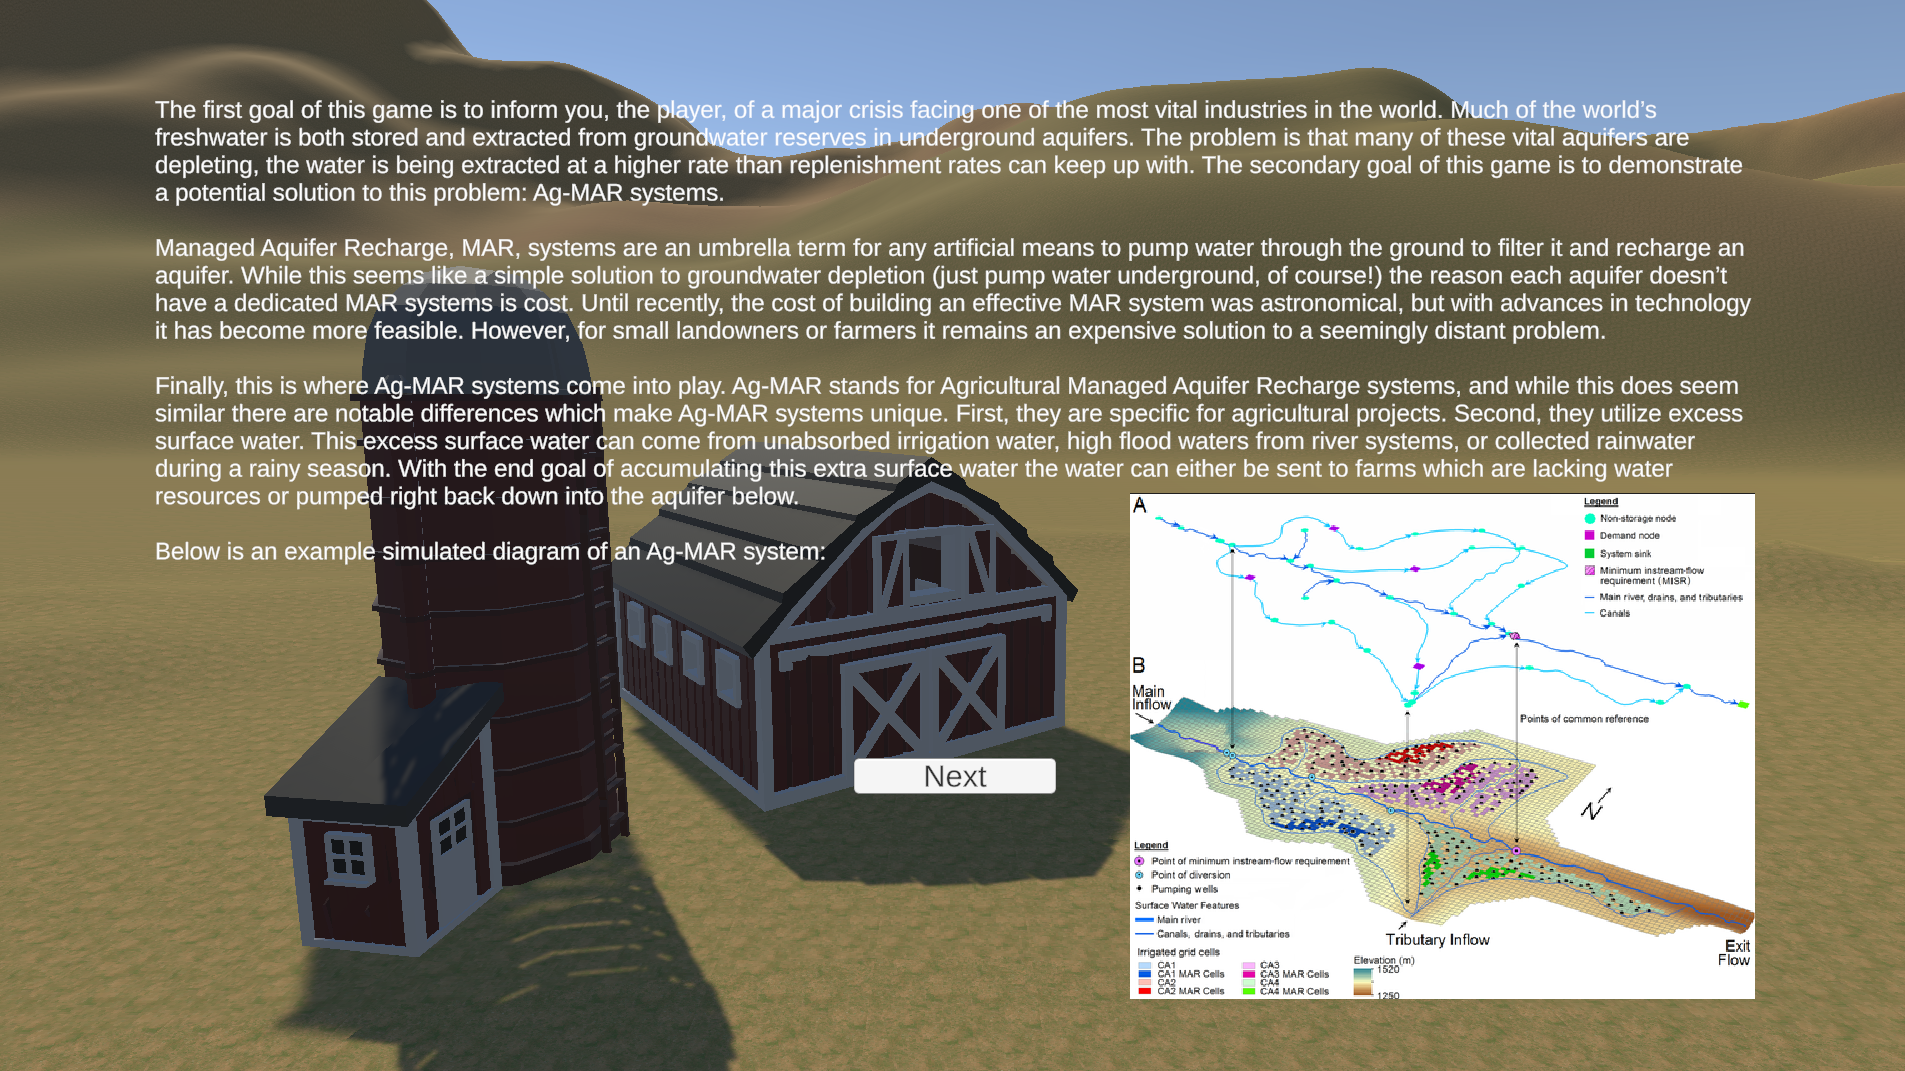 The first goal of this game is to inform you, the player, of a major crisis facing one of the most vital industries in the world. Much of the world’s
freshwater is both stored and extracted from groundwater reserves in underground aquifers. The problem is that many of these vital aquifers are
depleting, the water is being extracted at a higher rate than replenishment rates can keep up with. The secondary goal of this game is to demonstrate
a potential solution to this problem: Ag-MAR systems.
Managed Aquifer Recharge, MAR, systems are an umbrella term for any artificial means to pump water through the ground to filter it and recharge an
aquifer. While this seems like a simple solution to groundwater depletion (just pump water underground, of course!) the reason each aquifer doesn’t
have a dedicated MAR systems is cost. Until recently, the cost of building an effective MAR system was astronomical, but with advances in technology
it has become more feasible. However, for small landowners or farmers it remains an expensive solution to a seemingly distant problem.
Finally, this is where Ag-MAR systems come into play. Ag-MAR stands for Agricultural Managed Aquifer Recharge systems, and while this does seem
similar there are notable differences which make Ag-MAR systems unique. First, they are specific for agricultural projects. Second, they utilize excess
surface water. This excess surface water can come from unabsorbed irrigation water, high flood waters from river systems, or collected rainwater
during a rainy season. With the end goal of accumulating this extra surface water the water can either be sent to farms which are lacking water
resources or pumped right back down into the aquifer below.
Below is an example simulated diagram of an Ag-MAR system:
Next
A
Legend
Non-storage node
Demand node
System sink
Minimum instream-flow
requirement (MISR)
Main river, drains, and tributaries
Canals
B
Main
Inflow
Points of common reference
N
Legend
Point of minimum instream-flow requirement
Point of diversion
Pumping wells
Surface Water Features
Main river
Canals, drains, and tributaries
Irrigated grid cells
CA1
CA1 MAR Cells
CA2
CA2 MAR Cells
CA3
CA3 MAR Cells
CA4
CA4 MAR Cells
Elevation (m)
1520
1250
Tributary Inflow
Exit
Flow